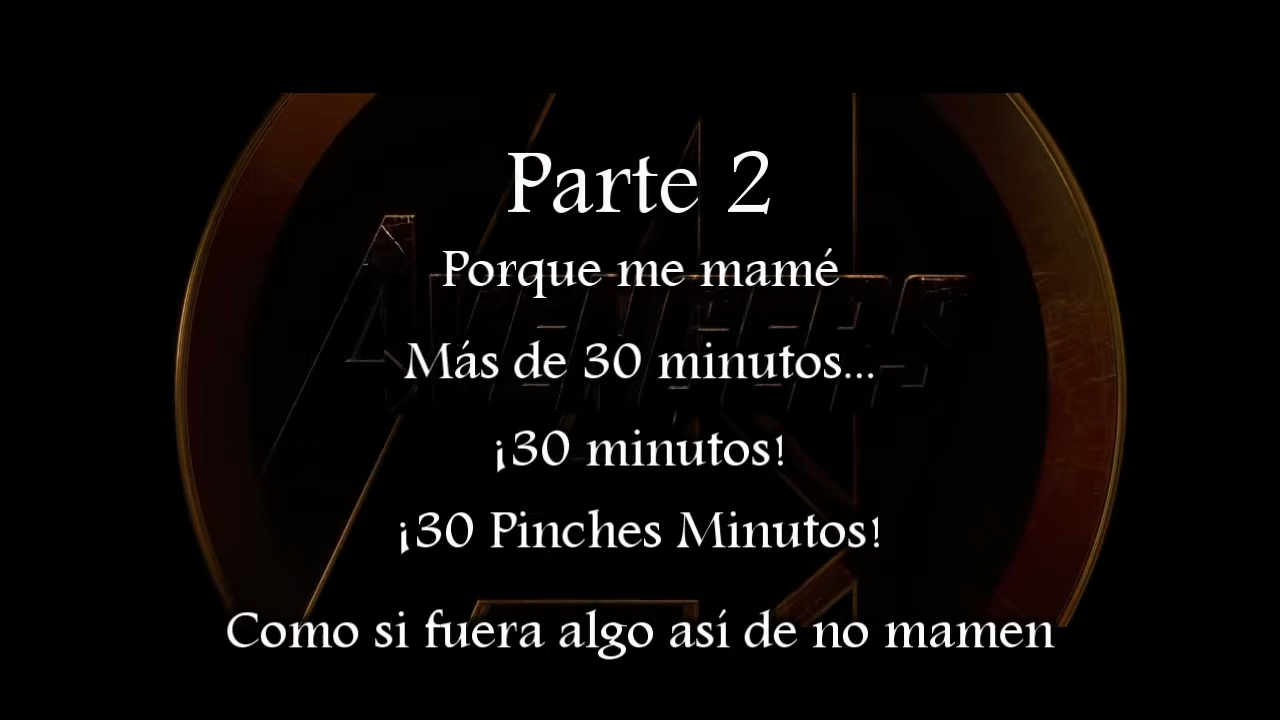 Parte 2
Porque me mamé
AVENGERS
Más de 30 minutos...
¡30 minutos!
¡30 Pinches Minutos!
Como si fuera algo así de no mamen